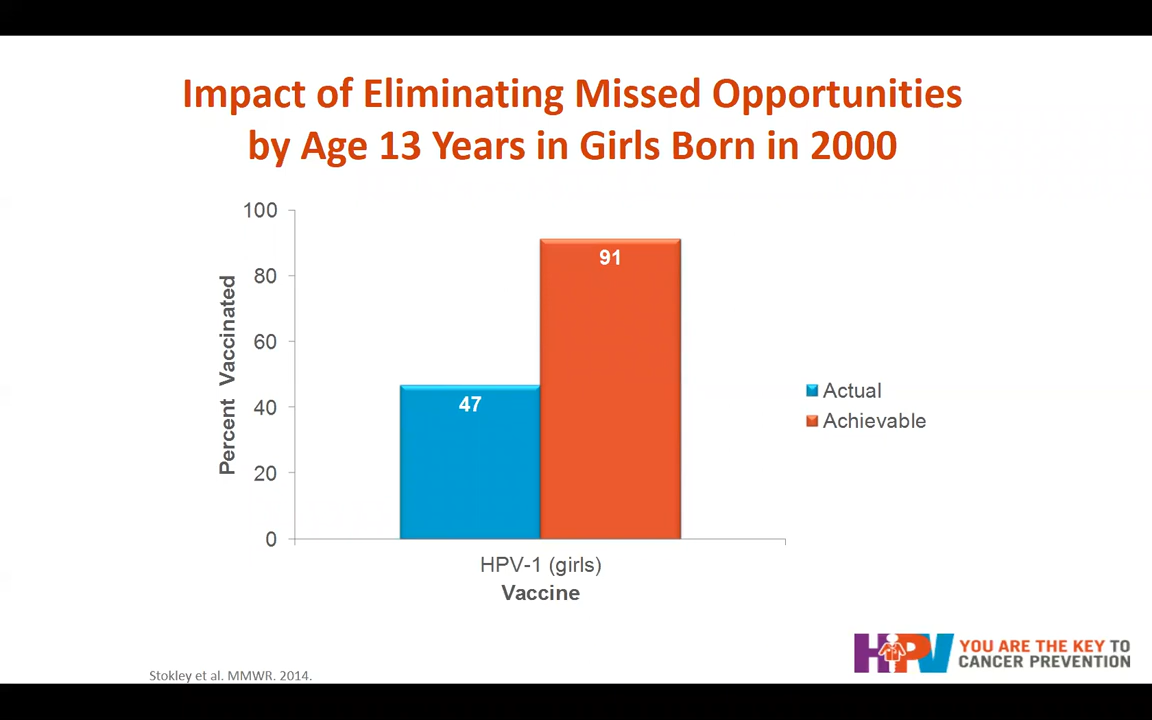 Impact of Eliminating Missed Opportunities
by Age 13 Years in Girls Born in 2000
Percent Vaccinated
100
80
60
40
20
0
47
91
HPV-1 (girls)
Vaccine
Actual
Achievable
Stokley et al. MMWR. 2014.
HPV
YOU ARE THE KEY TO
CANCER PREVENTION